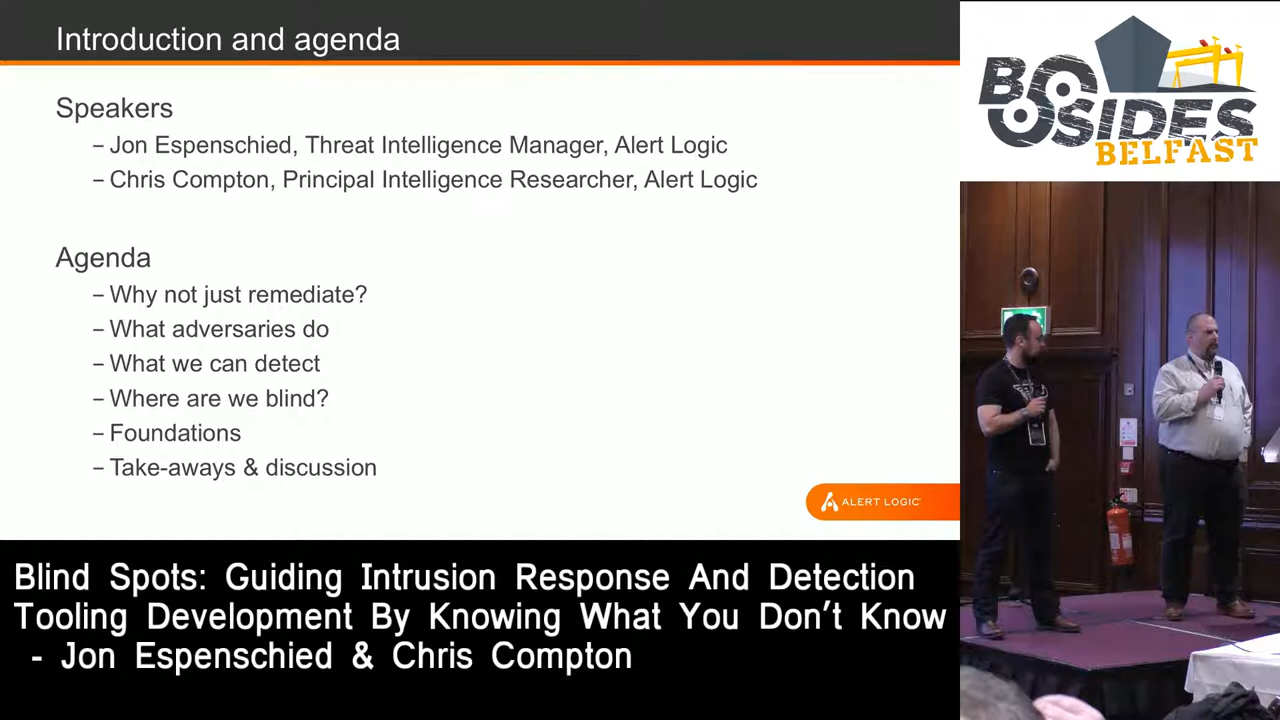 Introduction and agenda
Speakers
– Jon Espenschied, Threat Intelligence Manager, Alert Logic
– Chris Compton, Principal Intelligence Researcher, Alert Logic
Agenda
– Why not just remediate?
– What adversaries do
– What we can detect
– Where are we blind?
– Foundations
– Take-aways & discussion
ALERT LOGIC
BSIDES
BELFAST
Blind Spots: Guiding Intrusion Response And Detection
Tooling Development By Knowing What You Don't Know
- Jon Espenschied & Chris Compton